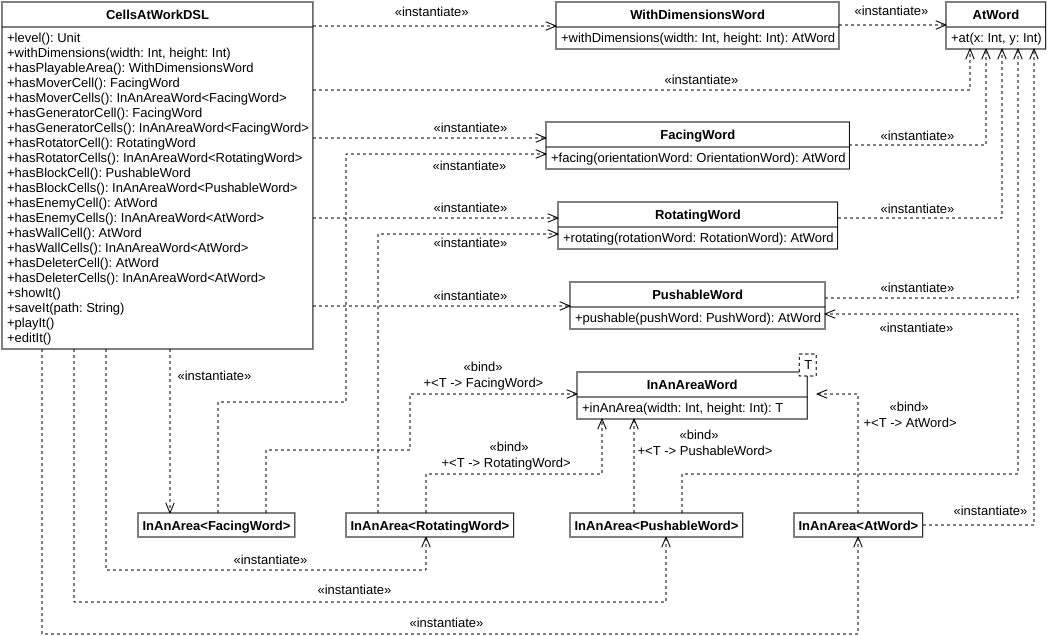 CellsAtWorkDSL
+level(): Unit
+withDimensions(width: Int, height: Int)
+hasPlayableArea(): WithDimensionsWord
+hasMoverCell(): FacingWord
+hasMoverCells(): InAnAreaWord<FacingWord>
+hasGeneratorCell(): FacingWord
+hasGeneratorCells(): InAnAreaWord<FacingWord>
+hasRotatorCell(): RotatingWord
+hasRotatorCells(): InAnAreaWord<RotatingWord>
+hasBlockCell(): PushableWord
+hasBlockCells(): InAnAreaWord<PushableWord>
+hasEnemyCell(): AtWord
+hasEnemyCells(): InAnAreaWord<AtWord>
+hasWallCell(): AtWord
+hasWallCells(): InAnAreaWord<AtWord>
+hasDeleterCell(): AtWord
+hasDeleterCells(): InAnAreaWord<AtWord>
+showIt()
+saveIt(path: String)
+playIt()
+editIt()
«instantiate»
WithDimensionsWord
+withDimensions(width: Int, height: Int): AtWord
«instantiate»
AtWord
+at(x: Int, y: Int)
«instantiate»
«instantiate»
«instantiate»
FacingWord
+facing(orientationWord: OrientationWord): AtWord
«instantiate»
«instantiate»
«instantiate»
RotatingWord
+rotating(rotationWord: RotationWord): AtWord
«instantiate»
«instantiate»
PushableWord
+pushable(pushWord: PushWord): AtWord
«instantiate»
«instantiate»
«instantiate»
«bind»
+<T -> FacingWord>
T
InAnAreaWord
+inAnArea(width: Int, height: Int): T
«bind»
+<T -> AtWord>
«bind»
+<T -> RotatingWord>
«bind»
+<T -> PushableWord>
InAnArea<FacingWord>
InAnArea<RotatingWord>
InAnArea<PushableWord>
InAnArea<AtWord>
«instantiate»
«instantiate»
«instantiate»
«instantiate»